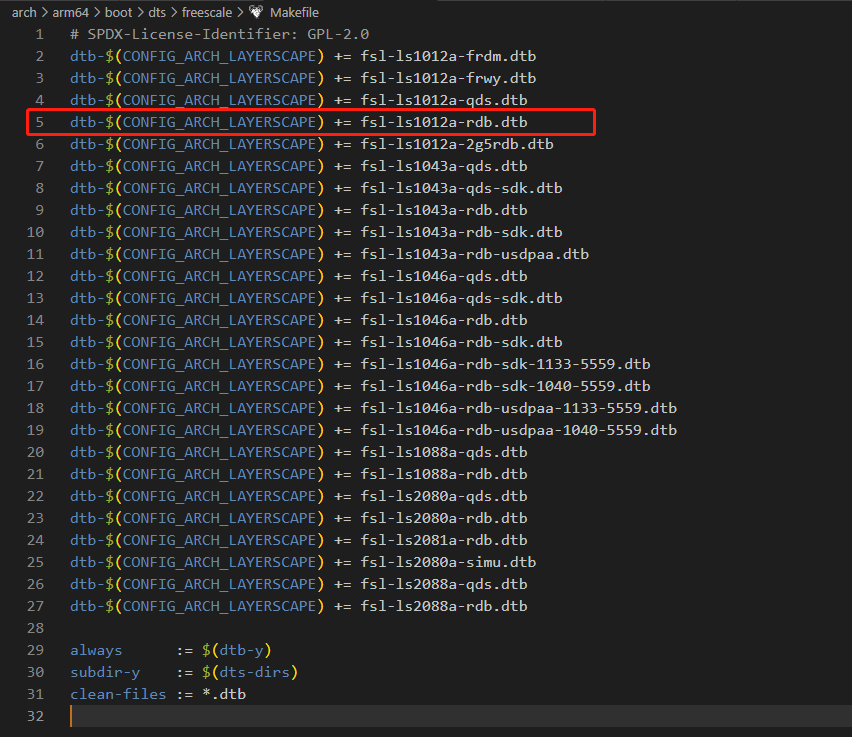 arch > arm64 > boot > dts > freescale > Makefile
1 # SPDX-License-Identifier: GPL-2.0
2 dtb-$(CONFIG_ARCH_LAYERSCAPE) += fsl-ls1012a-frdm.dtb
3 dtb-$(CONFIG_ARCH_LAYERSCAPE) += fsl-ls1012a-frwy.dtb
4 dtb-$(CONFIG_ARCH_LAYERSCAPE) += fsl-ls1012a-qds.dtb
5 dtb-$(CONFIG_ARCH_LAYERSCAPE) += fsl-ls1012a-rdb.dtb
6 dtb-$(CONFIG_ARCH_LAYERSCAPE) += fsl-ls1012a-2g5rdb.dtb
7 dtb-$(CONFIG_ARCH_LAYERSCAPE) += fsl-ls1043a-qds.dtb
8 dtb-$(CONFIG_ARCH_LAYERSCAPE) += fsl-ls1043a-qds-sdk.dtb
9 dtb-$(CONFIG_ARCH_LAYERSCAPE) += fsl-ls1043a-rdb.dtb
10 dtb-$(CONFIG_ARCH_LAYERSCAPE) += fsl-ls1043a-rdb-sdk.dtb
11 dtb-$(CONFIG_ARCH_LAYERSCAPE) += fsl-ls1043a-rdb-usdpaa.dtb
12 dtb-$(CONFIG_ARCH_LAYERSCAPE) += fsl-ls1046a-qds.dtb
13 dtb-$(CONFIG_ARCH_LAYERSCAPE) += fsl-ls1046a-qds-sdk.dtb
14 dtb-$(CONFIG_ARCH_LAYERSCAPE) += fsl-ls1046a-rdb.dtb
15 dtb-$(CONFIG_ARCH_LAYERSCAPE) += fsl-ls1046a-rdb-sdk.dtb
16 dtb-$(CONFIG_ARCH_LAYERSCAPE) += fsl-ls1046a-rdb-sdk-1133-5559.dtb
17 dtb-$(CONFIG_ARCH_LAYERSCAPE) += fsl-ls1046a-rdb-sdk-1040-5559.dtb
18 dtb-$(CONFIG_ARCH_LAYERSCAPE) += fsl-ls1046a-rdb-usdpaa-1133-5559.dtb
19 dtb-$(CONFIG_ARCH_LAYERSCAPE) += fsl-ls1046a-rdb-usdpaa-1040-5559.dtb
20 dtb-$(CONFIG_ARCH_LAYERSCAPE) += fsl-ls1088a-qds.dtb
21 dtb-$(CONFIG_ARCH_LAYERSCAPE) += fsl-ls1088a-rdb.dtb
22 dtb-$(CONFIG_ARCH_LAYERSCAPE) += fsl-ls2080a-qds.dtb
23 dtb-$(CONFIG_ARCH_LAYERSCAPE) += fsl-ls2080a-rdb.dtb
24 dtb-$(CONFIG_ARCH_LAYERSCAPE) += fsl-ls2081a-rdb.dtb
25 dtb-$(CONFIG_ARCH_LAYERSCAPE) += fsl-ls2080a-simu.dtb
26 dtb-$(CONFIG_ARCH_LAYERSCAPE) += fsl-ls2088a-qds.dtb
27 dtb-$(CONFIG_ARCH_LAYERSCAPE) += fsl-ls2088a-rdb.dtb
28
29 always      := $(dtb-y)
30 subdir-y    := $(dts-dirs)
31 clean-files := *.dtb
32